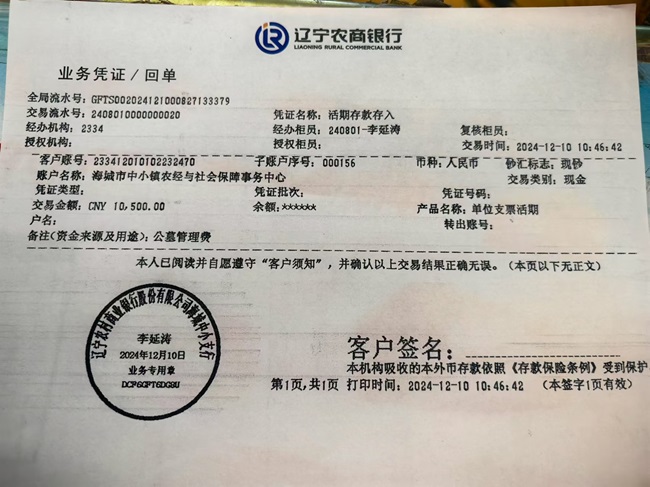 辽宁农商银行
LIAONING RURAL COMMERCIAL BANK
业务凭证/回单
全局流水号: GFTS002024121000827133379
交易流水号: 2408010000000020 凭证名称: 活期存款存入
经办机构: 2334 经办柜员: 240801-李延涛 复核柜员:
授权机构: 授权柜员: 交易时间: 2024-12-10 10:46:42
客户账号: 233412010102232470 子账户序号: 000156 币种: 人民币 钞汇标志: 现钞
账户名称: 海城市中小镇农经与社会保障事务中心 交易类别: 现金
凭证类型: 凭证批次: 凭证号码:
交易金额: CNY 10,500.00 余额: ****** 产品名称: 单位支票活期
户名: 转出账号:
备注(资金来源及用途): 公墓管理费
本人已阅读并自愿遵守“客户须知”, 并确认以上交易结果正确无误。(本页以下无正文)
辽宁农村商业银行股份有限公司海城中小支行
李延涛
2024年12月10日
业务专用章
DCF6GFT6DGSU
客户签名:
本机构吸收的本外币存款依照《存款保险条例》受到保护
第1页,共1页 打印时间: 2024-12-10 10:46:42 (本签字1页有效)